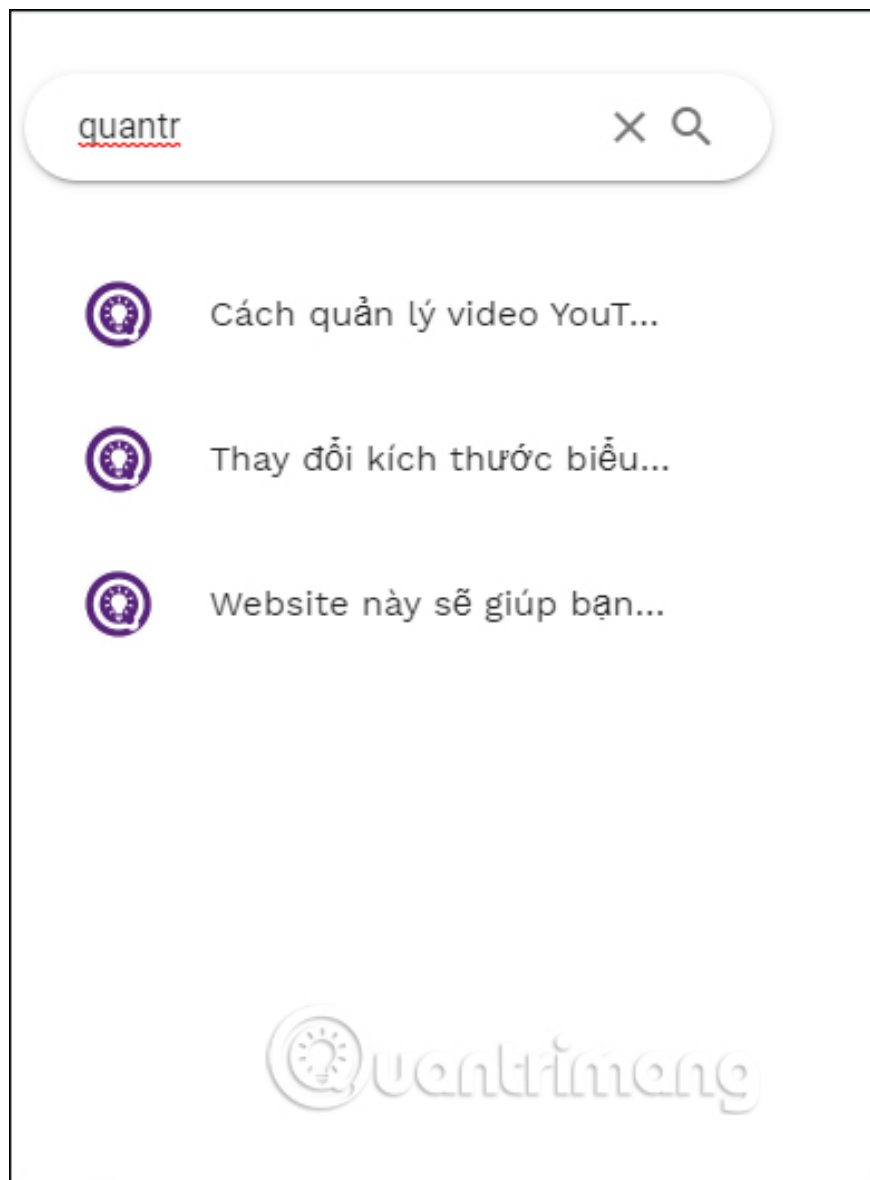 quantr
Cách quản lý video YouT...
Thay đổi kích thước biểu...
Website này sẽ giúp bạn...
Quantrimang